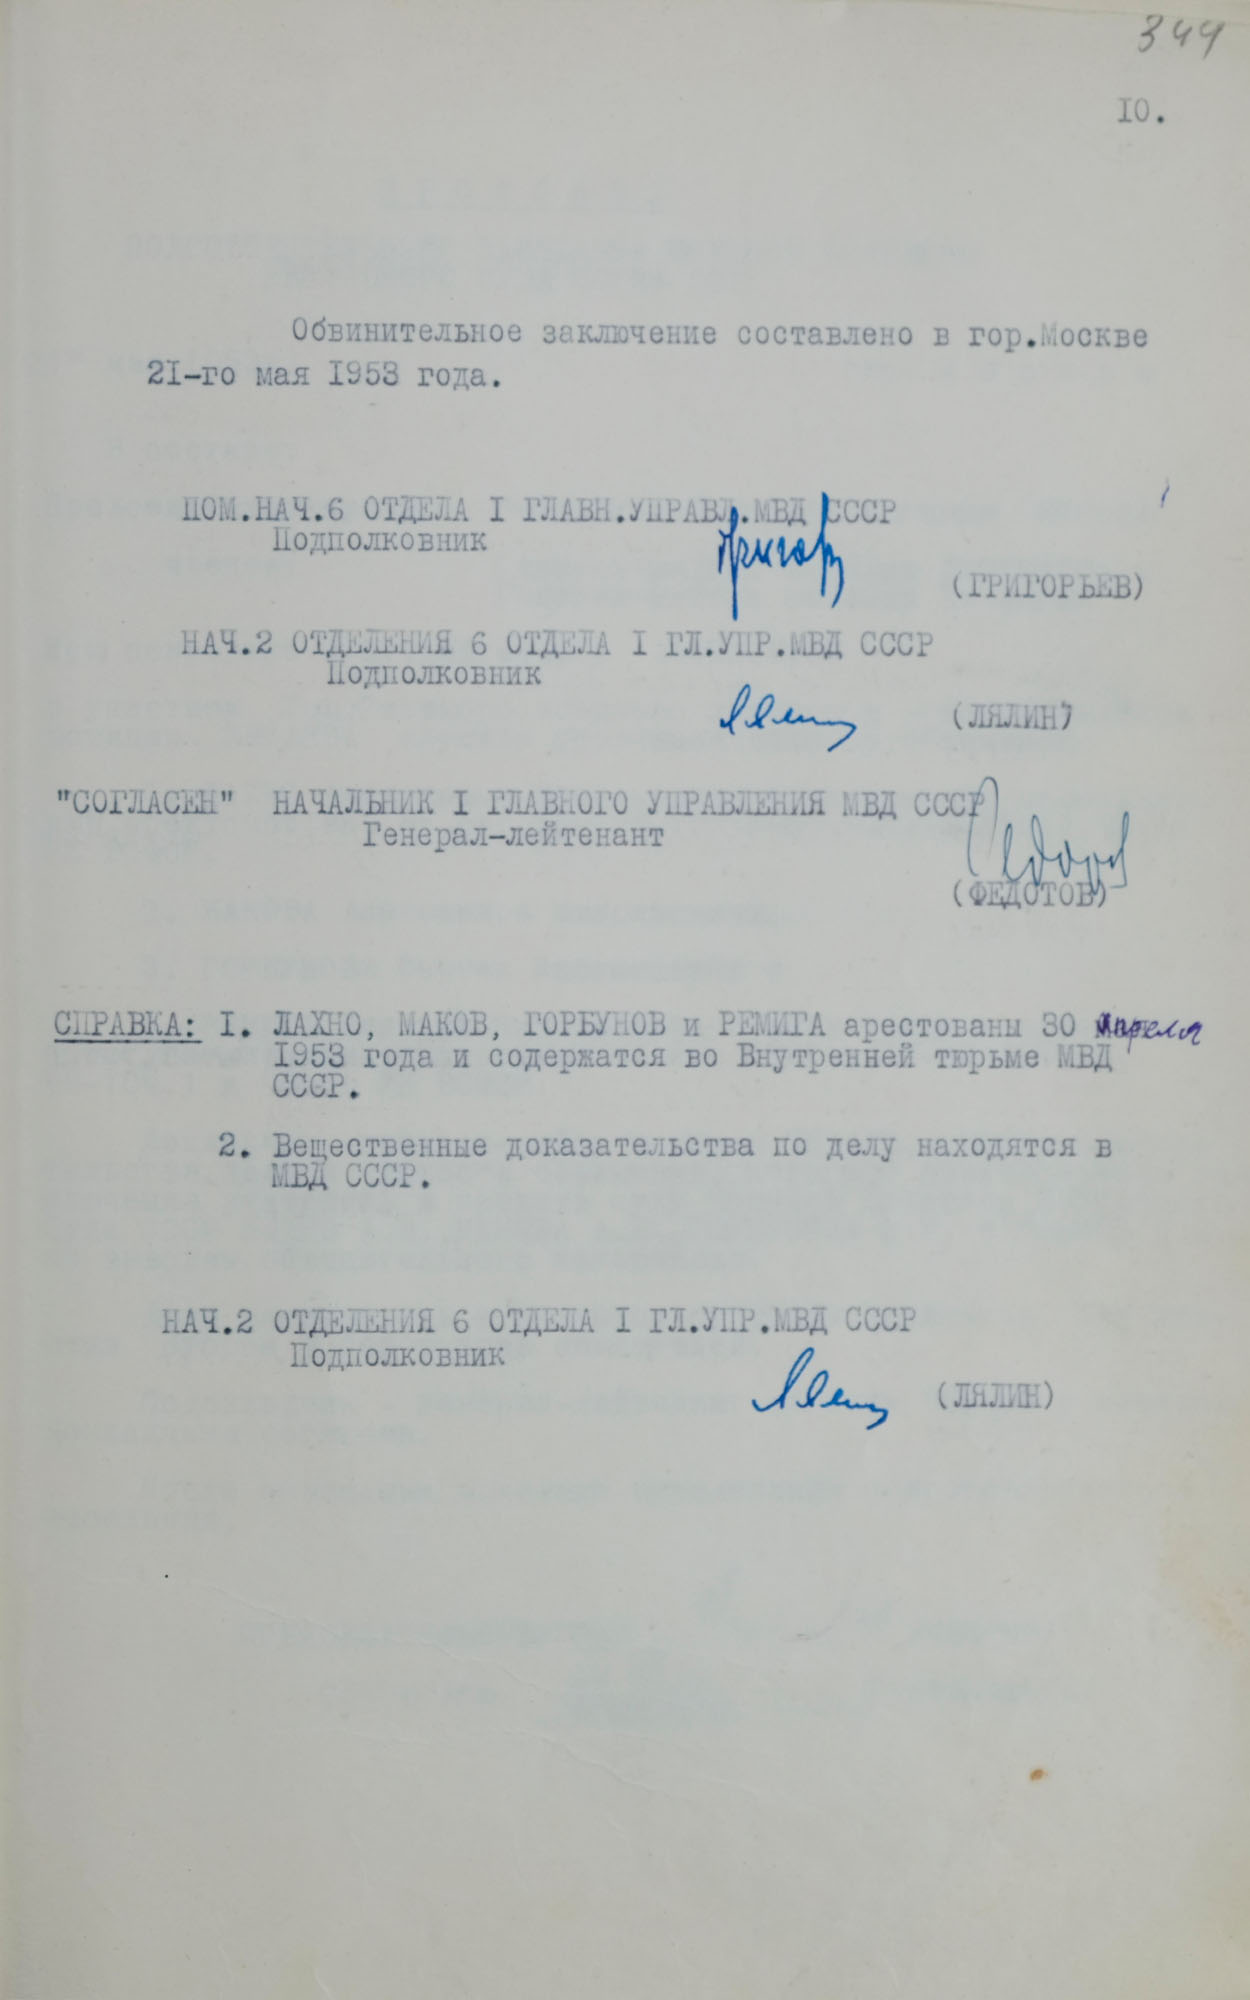 344
10.
Обвинительное заключение составлено в гор.Москве
21-го мая 1953 года.
ПОМ.НАЧ.6 ОТДЕЛА I ГЛАВН.УПРАВЛ.МВД СССР
Подполковник
(ГРИГОРЬЕВ)
НАЧ.2 ОТДЕЛЕНИЯ 6 ОТДЕЛА I ГЛ.УПР.МВД СССР
Подполковник
(ЛЯЛИН)
"СОГЛАСЕН" НАЧАЛЬНИК I ГЛАВНОГО УПРАВЛЕНИЯ МВД СССР
Генерал-лейтенант
(ФЕДОТОВ)
СПРАВКА: I. ЛАХНО, МАКОВ, ГОРБУНОВ и РЕМИГА арестованы 30 апреля
1953 года и содержатся во Внутренней тюрьме МВД
СССР.
2. Вещественные доказательства по делу находятся в
МВД СССР.
НАЧ.2 ОТДЕЛЕНИЯ 6 ОТДЕЛА I ГЛ.УПР.МВД СССР
Подполковник
(ЛЯЛИН)